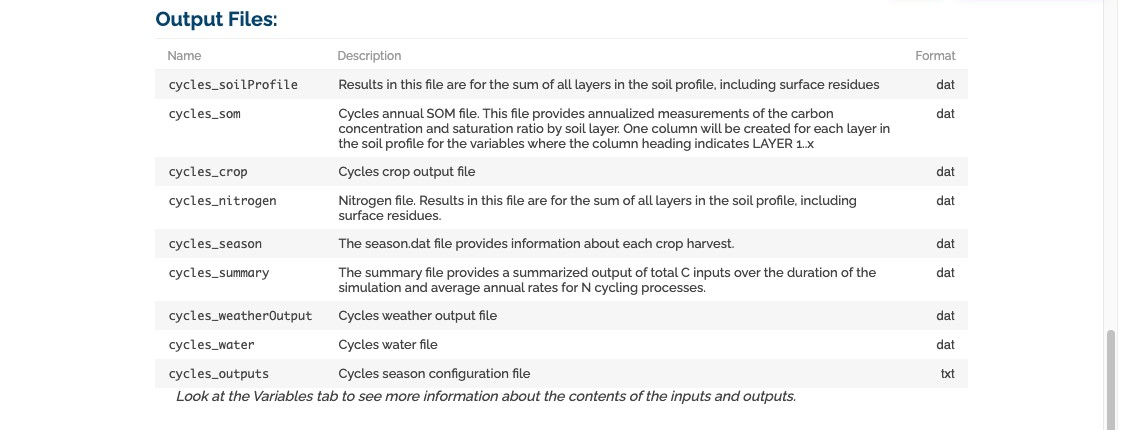 Output Files:
Name Description Format
cycles_soilProfile Results in this file are for the sum of all layers in the soil profile, including surface residues dat
cycles_som Cycles annual SOM file. This file provides annualized measurements of the carbon dat
concentration and saturation ratio by soil layer. One column will be created for each layer in
the soil profile for the variables where the column heading indicates LAYER 1..x
cycles_crop Cycles crop output file dat
cycles_nitrogen Nitrogen file. Results in this file are for the sum of all layers in the soil profile, including dat
surface residues.
cycles_season The season.dat file provides information about each crop harvest. dat
cycles_summary The summary file provides a summarized output of total C inputs over the duration of the dat
simulation and average annual rates for N cycling processes.
cycles_weatherOutput Cycles weather output file dat
cycles_water Cycles water file dat
cycles_outputs Cycles season configuration file txt
Look at the Variables tab to see more information about the contents of the inputs and outputs.